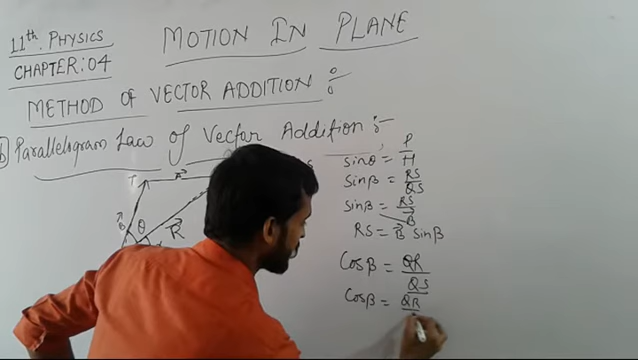 11th. PHYSICS
MOTION IN PLANE
CHAPTER: 04
METHOD OF VECTOR ADDITION :-
b) Parallelogram Law of Vector Addition :-
sinθ = P/H
sinβ = RS/QS
sinβ = RS/B⃗
RS = B⃗ sinβ
Cosβ = QR/QS
Cosβ = QR/
T
B⃗
θ
R⃗